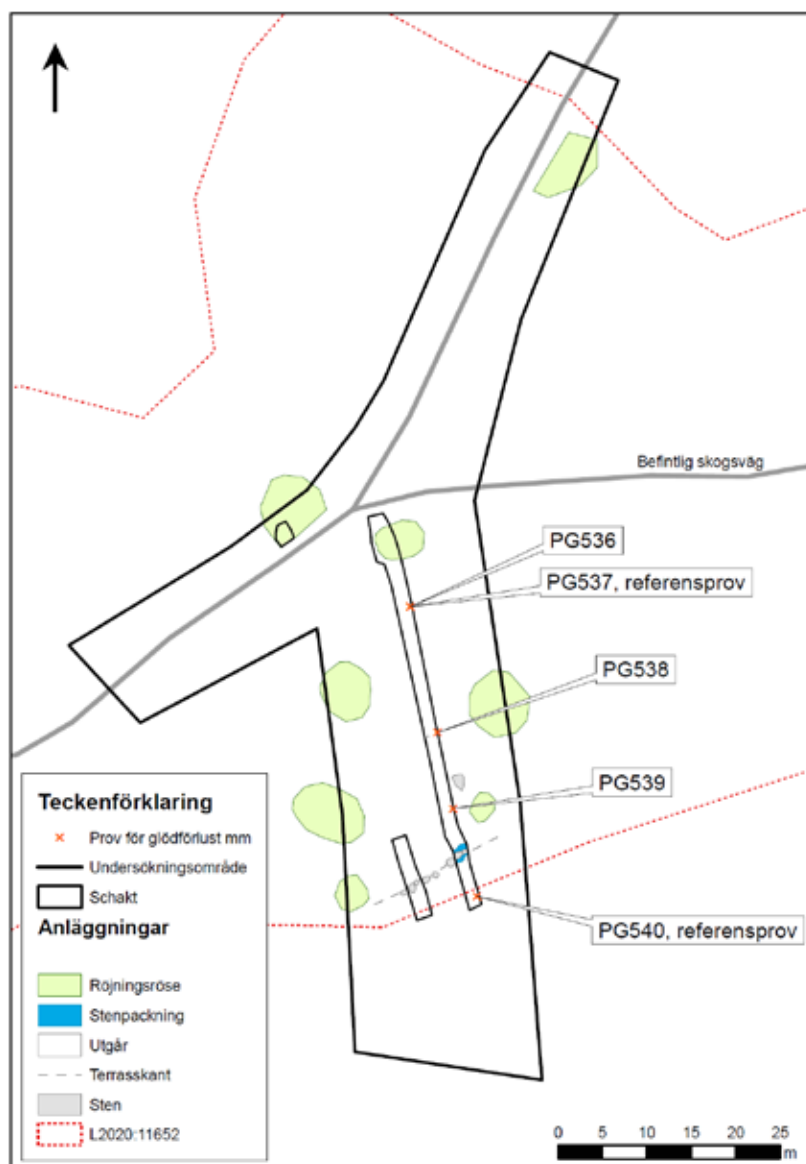 Befintlig skogsväg
PG536
PG537, referensprov
PG538
PG539
PG540, referensprov
Teckenförklaring
Prov för glödförlust mm
Undersökningsområde
Schakt
Anläggningar
Röjningsröse
Stenpackning
Utgår
Terrasskant
Sten
L2020:11652
0 5 10 15 20 25
m